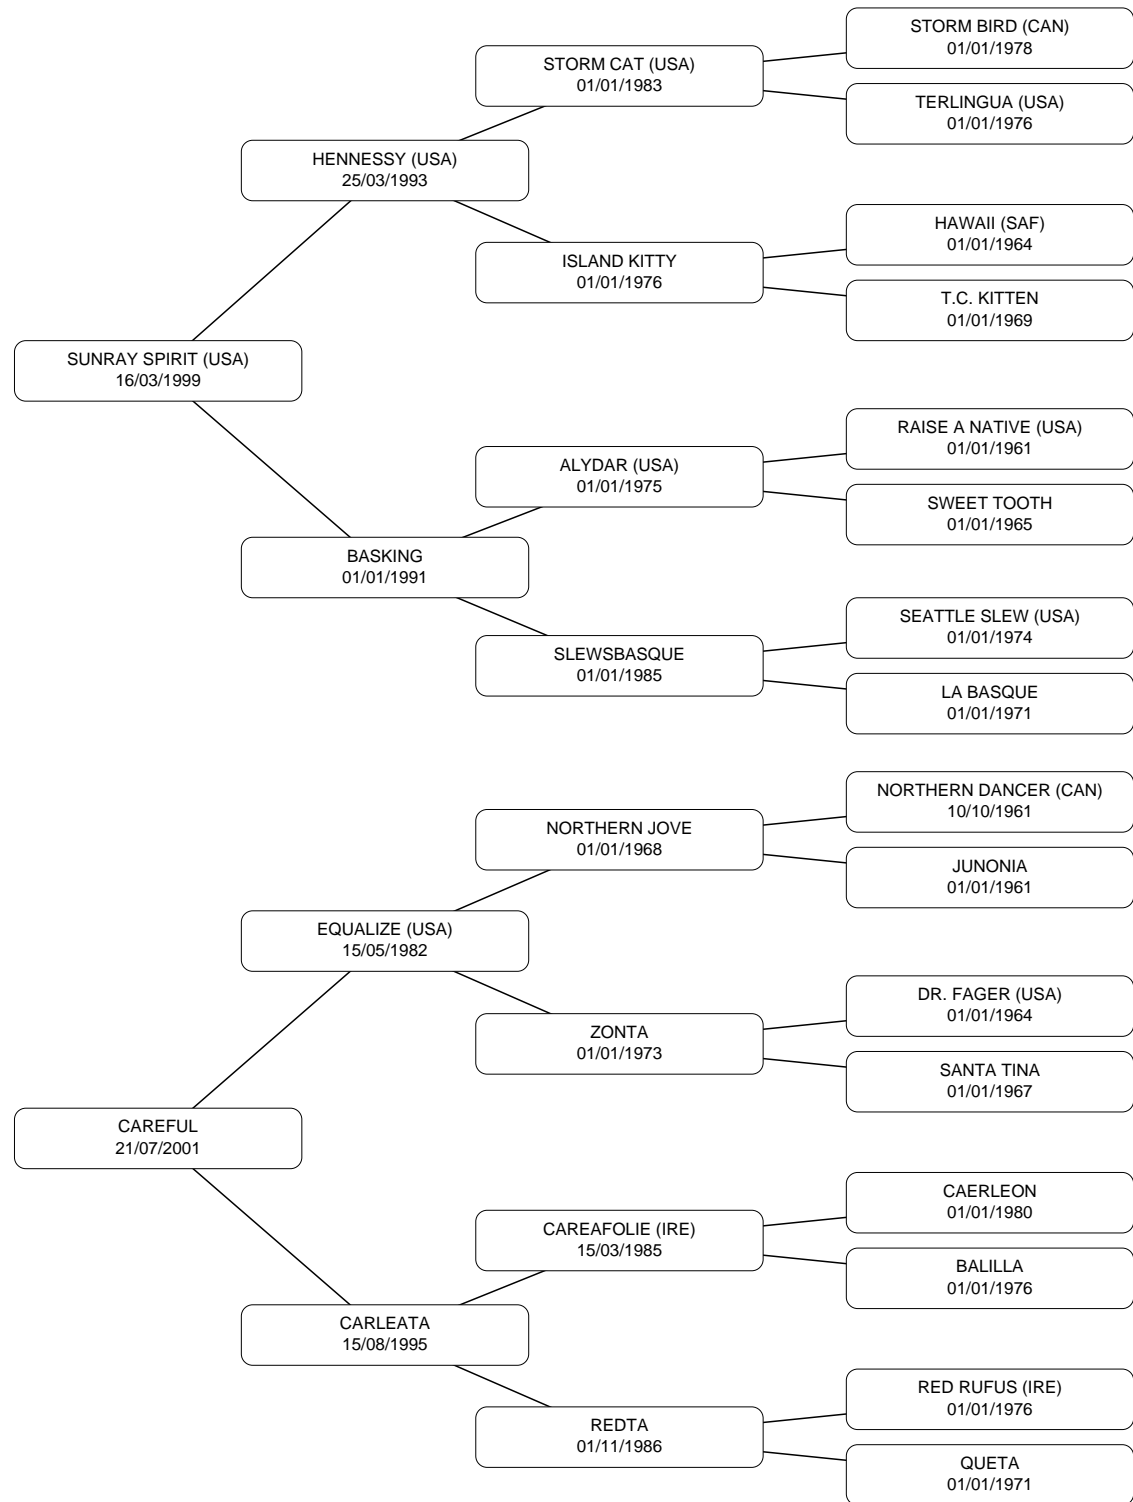 STORM BIRD (CAN)
01/01/1978
STORM CAT (USA)
01/01/1983
TERLINGUA (USA)
01/01/1976
HENNESSY (USA)
25/03/1993
HAWAII (SAF)
01/01/1964
ISLAND KITTY
01/01/1976
T.C. KITTEN
01/01/1969
SUNRAY SPIRIT (USA)
16/03/1999
RAISE A NATIVE (USA)
01/01/1961
ALYDAR (USA)
01/01/1975
SWEET TOOTH
01/01/1965
BASKING
01/01/1991
SEATTLE SLEW (USA)
01/01/1974
SLEWSBASQUE
01/01/1985
LA BASQUE
01/01/1971
NORTHERN DANCER (CAN)
10/10/1961
NORTHERN JOVE
01/01/1968
JUNONIA
01/01/1961
EQUALIZE (USA)
15/05/1982
DR. FAGER (USA)
01/01/1964
ZONTA
01/01/1973
SANTA TINA
01/01/1967
CAREFUL
21/07/2001
CAERLEON
01/01/1980
CAREAFOLIE (IRE)
15/03/1985
BALILLA
01/01/1976
CARLEATA
15/08/1995
RED RUFUS (IRE)
01/01/1976
REDTA
01/11/1986
QUETA
01/01/1971